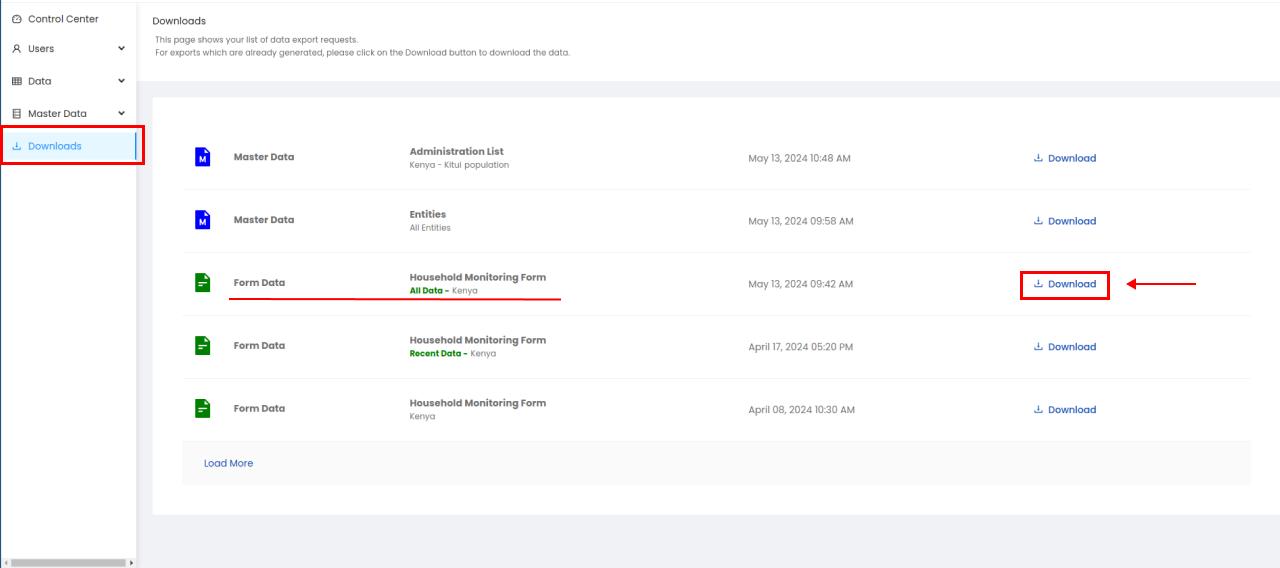 Control Center
Users
Data
Master Data
Downloads
Downloads
This page shows your list of data export requests.
For exports which are already generated, please click on the Download button to download the data.
M Master Data Administration List May 13, 2024 10:48 AM Download
Kenya - Kitui population
M Master Data Entities May 13, 2024 09:58 AM Download
All Entities
Form Data Household Monitoring Form May 13, 2024 09:42 AM Download
All Data - Kenya
Form Data Household Monitoring Form April 17, 2024 05:20 PM Download
Recent Data - Kenya
Form Data Household Monitoring Form April 08, 2024 10:30 AM Download
Kenya
Load More